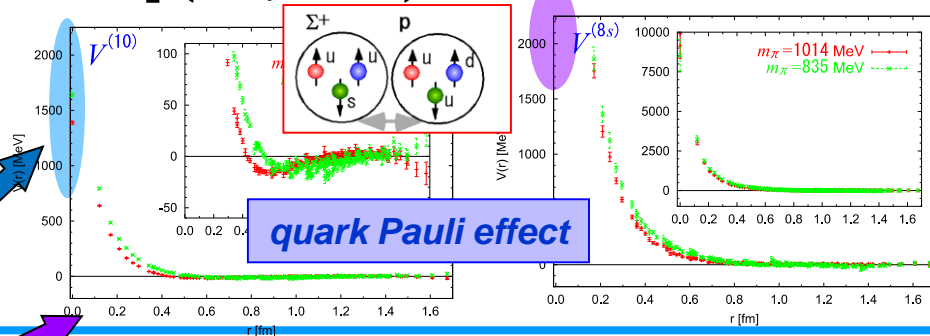 V(10)
2000
1500
1000
500
0
V(r) [MeV]
0.0 0.2 0.4 0.6 0.8 1.0 1.2 1.4 1.6
r [fm]
100
50
0
-50
0.0 0.2
Σ+ p
u u u d
s u
quark Pauli effect
V(8s)
2000
1000
0
0.0 0.2 0.4 0.6 0.8 1.0 1.2 1.4 1.6
r [fm]
10000
7500
5000
2500
0
0.0 0.2 0.4 0.6 0.8 1.0 1.2 1.4 1.6
mπ=1014 MeV
mπ=835 MeV